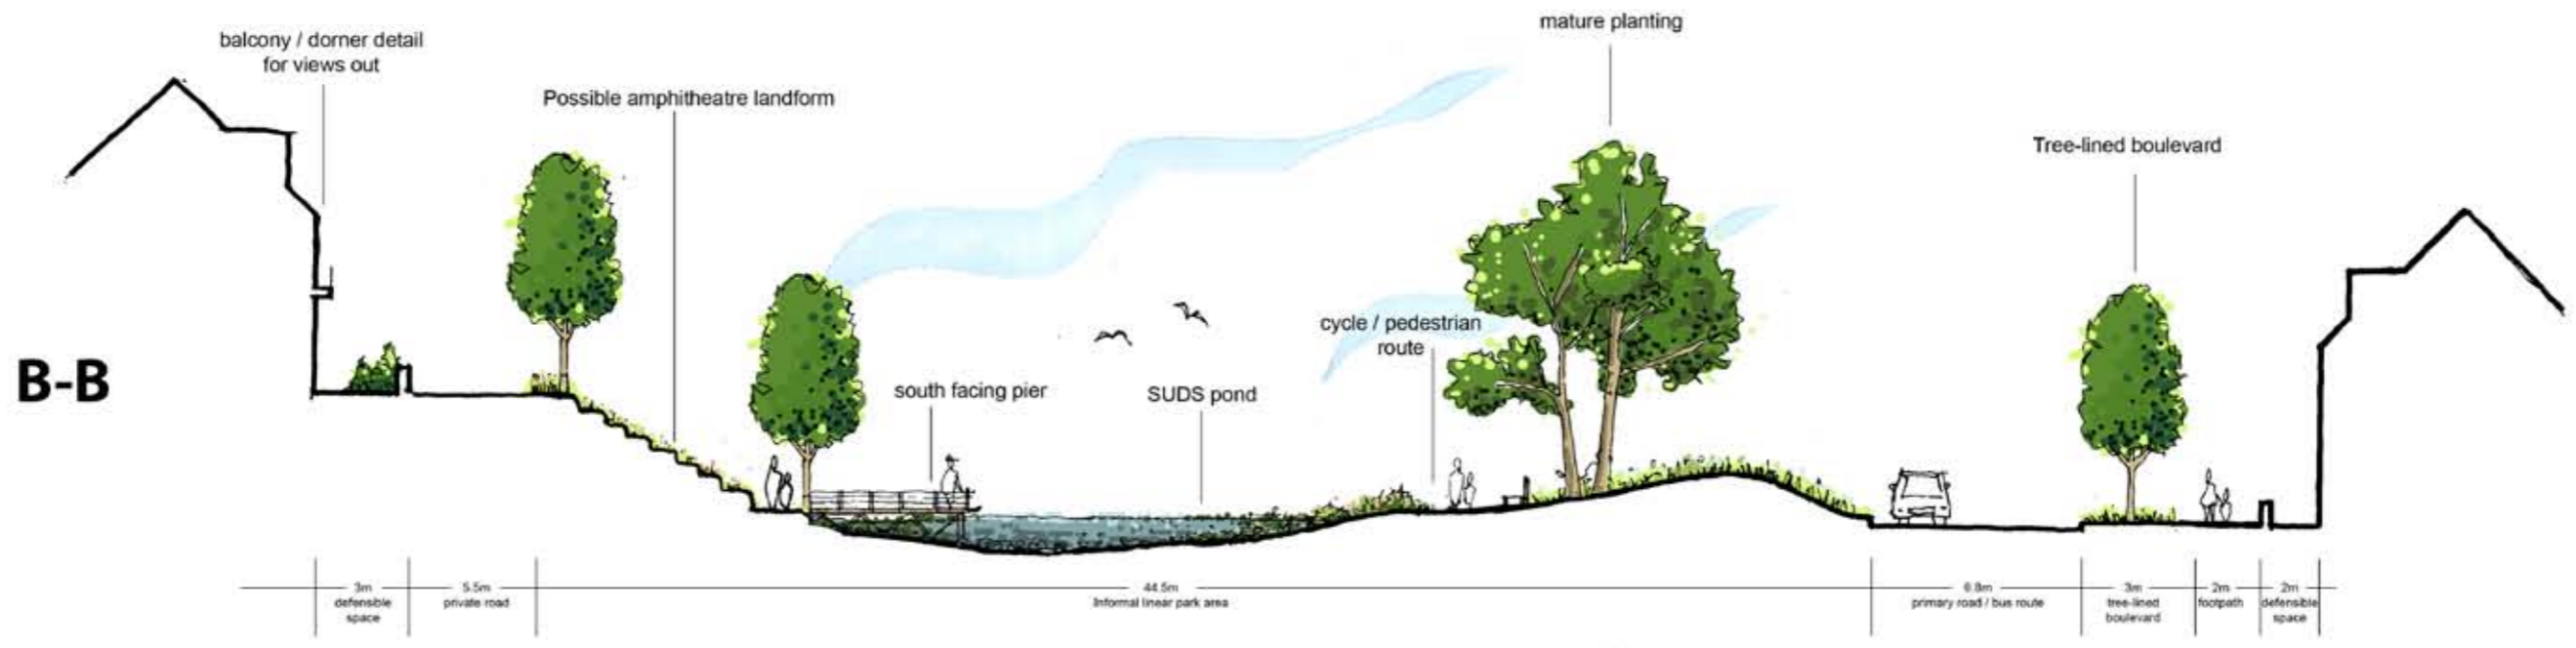 mature planting
balcony / dorner detail
for views out
Possible amphitheatre landform
Tree-lined boulevard
cycle / pedestrian
route
B-B
south facing pier
SUDS pond
3m
defensible
space
5.5m
private road
44.5m
Informal linear park area
6.8m
primary road / bus route
3m
tree-lined
boulevard
2m
footpath
2m
defensible
space